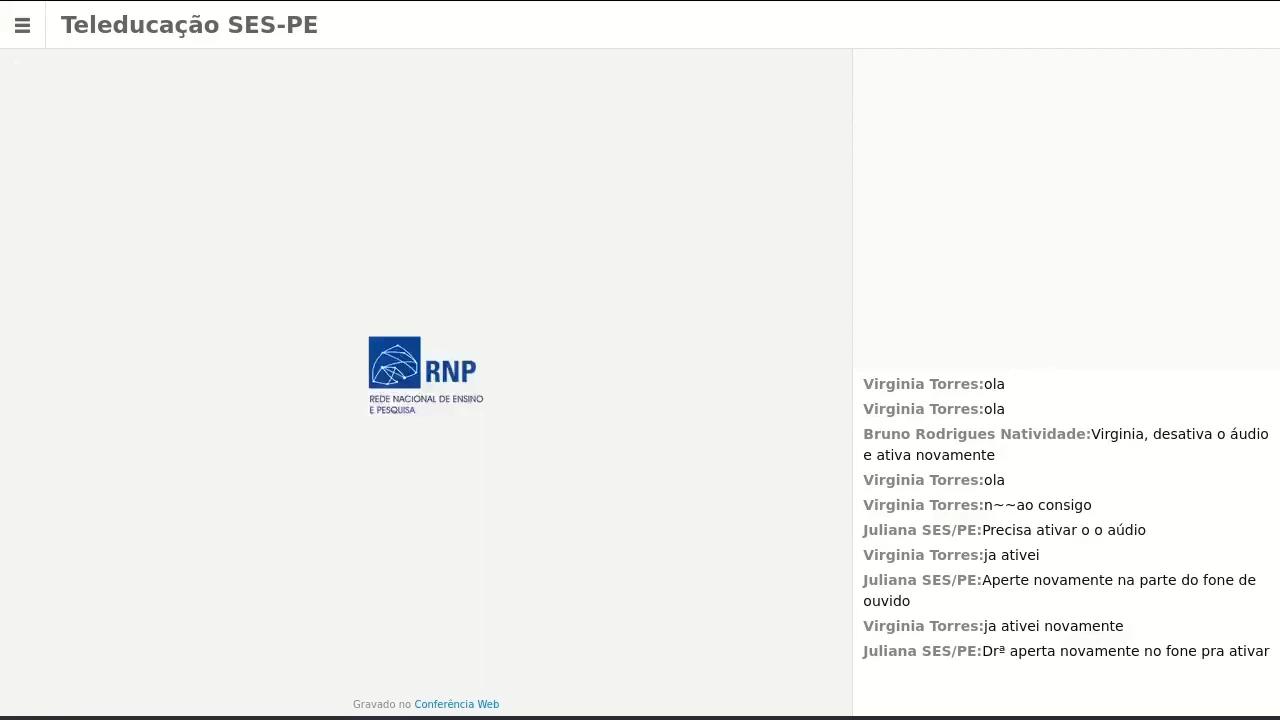 Teleducação SES-PE
RNP
REDE NACIONAL DE ENSINO
E PESQUISA
Gravado no Conferência Web
Virginia Torres:ola
Virginia Torres:ola
Bruno Rodrigues Natividade:Virginia, desativa o áudio
e ativa novamente
Virginia Torres:ola
Virginia Torres:n~~ao consigo
Juliana SES/PE:Precisa ativar o o aúdio
Virginia Torres:ja ativei
Juliana SES/PE:Aperte novamente na parte do fone de
ouvido
Virginia Torres:ja ativei novamente
Juliana SES/PE:Drª aperta novamente no fone pra ativar